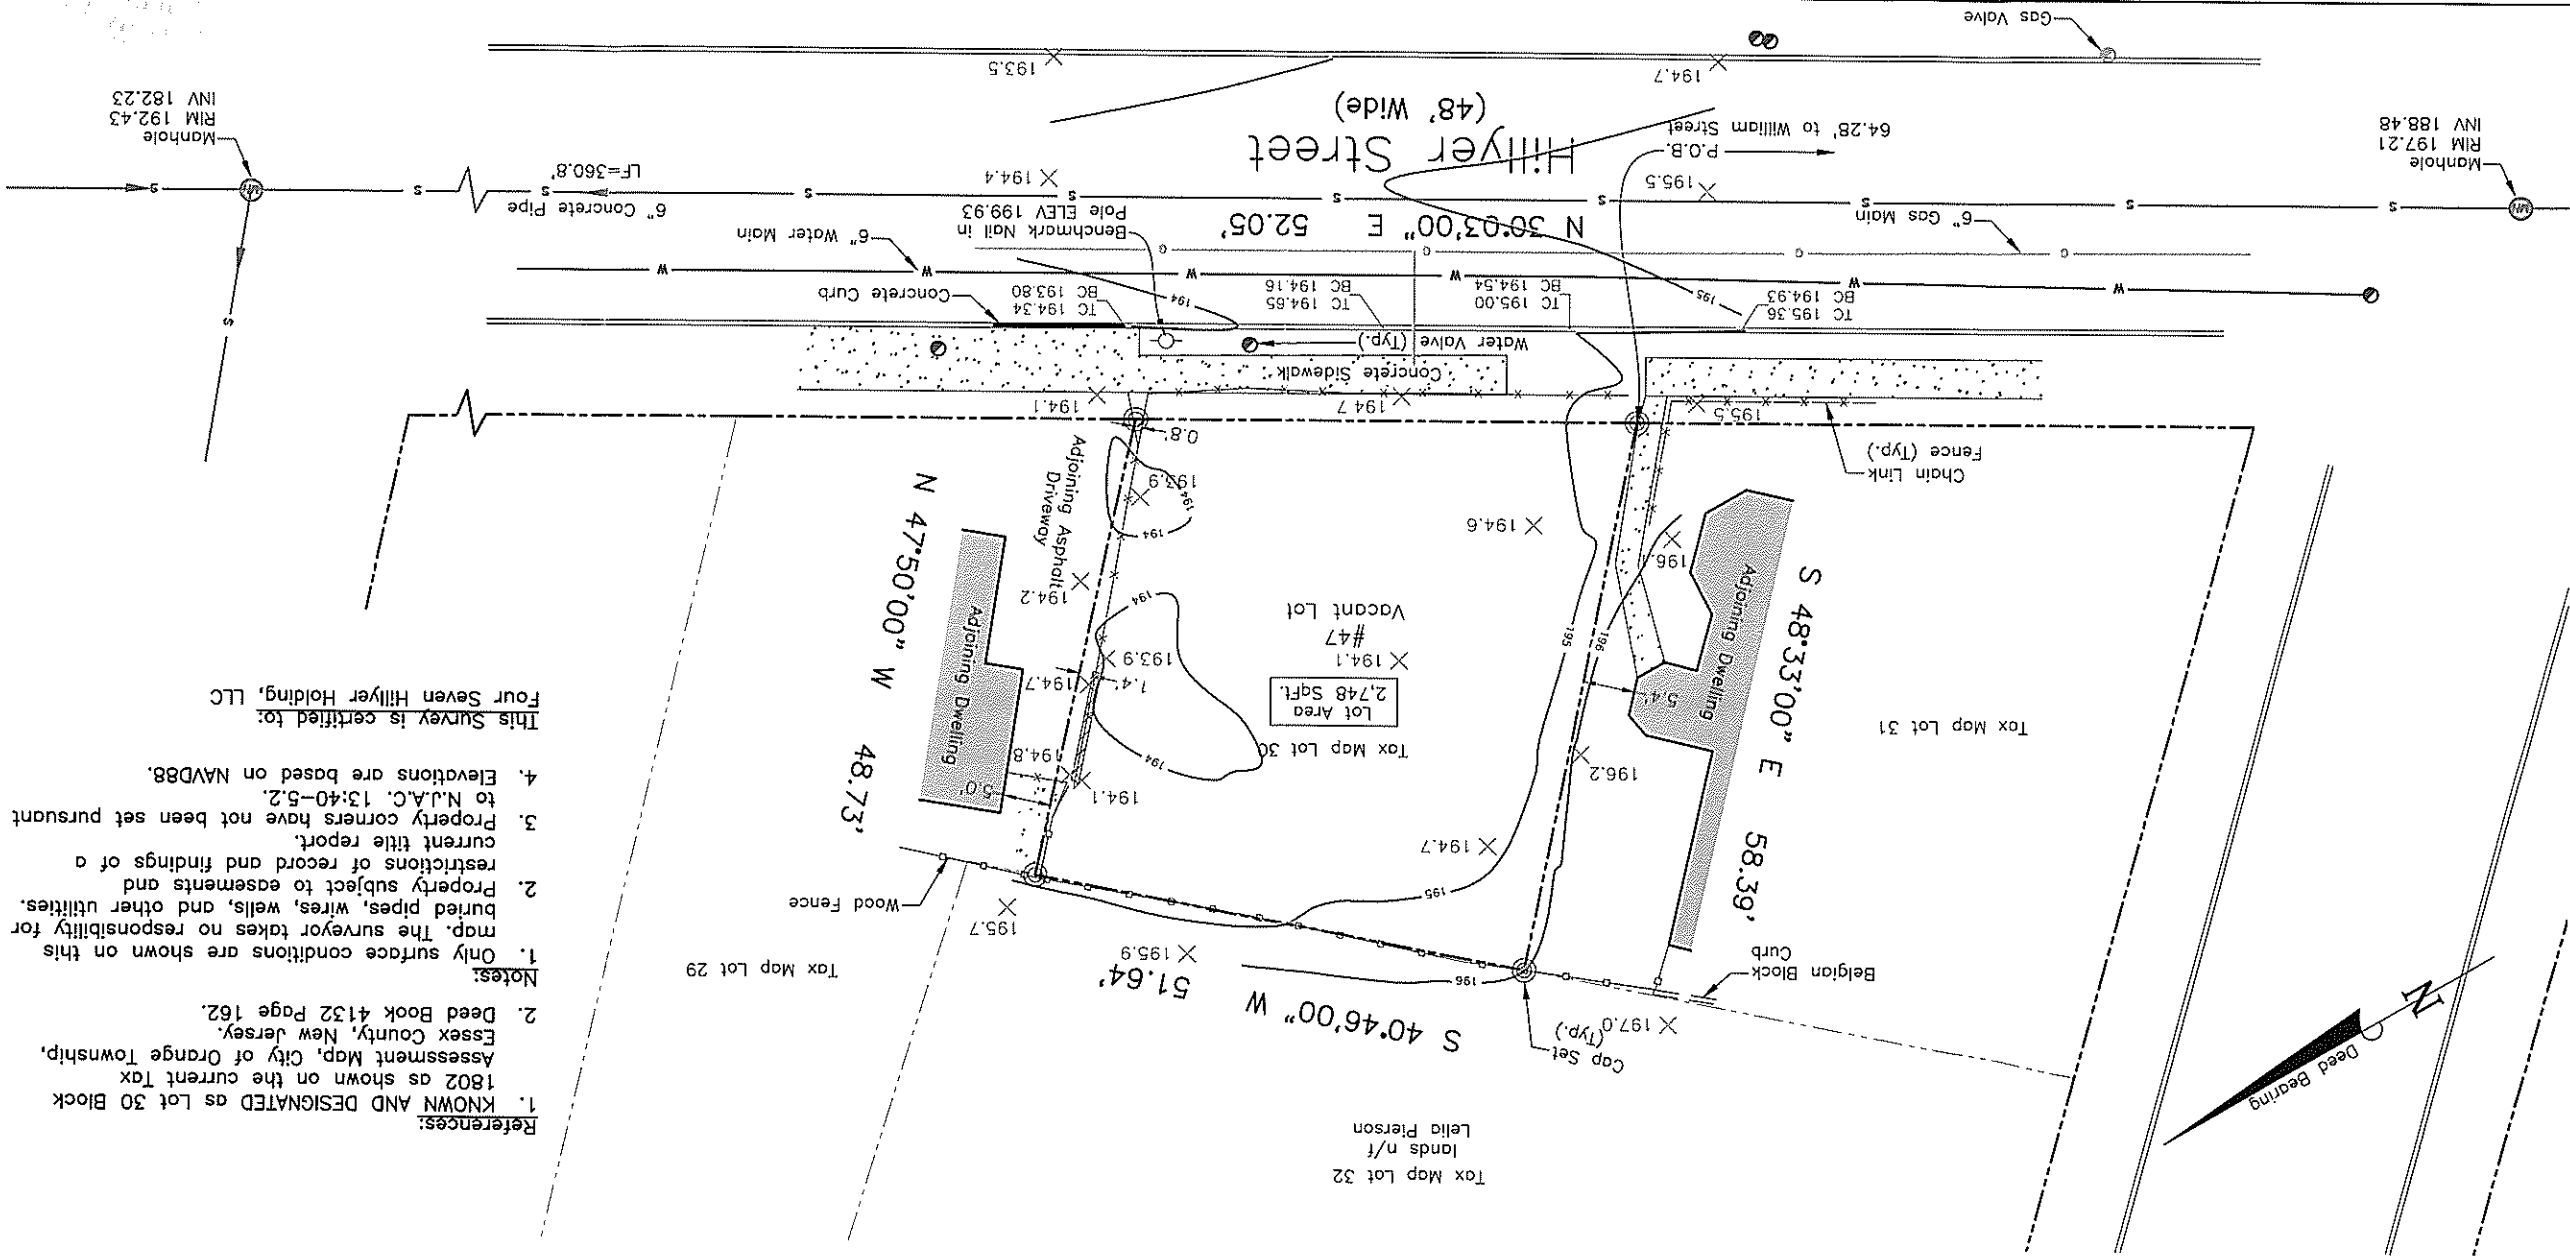 References:
1. KNOWN AND DESIGNATED as Lot 30 Block
1802 as shown on the current Tax
Assessment Map, City of Orange Township,
Essex County, New Jersey.
2. Deed Book 4132 Page 162.
Notes:
1. Only surface conditions are shown on this
map. The surveyor takes no responsibility for
buried pipes, wires, wells, and other utilities.
2. Property subject to easements and
restrictions of record and findings of a
current title report.
3. Property corners have not been set pursuant
to N.J.A.C. 13:40-5.2.
4. Elevations are based on NAVD88.
This Survey is certified to:
Four Seven Hillyer Holding, LLC
Deed Bearing
N
Tax Map Lot 32
lands n/f
Lelia Pierson
Cap Set
(Typ.)
197.0
S 40°46'00" W 51.64'
Belgian Block
Curb
196
195.9
195.7
Tax Map Lot 29
Wood Fence
S 48°33'00" E 58.39'
195
194.7
196.2
Tax Map Lot 31
Adjoining Dwelling
5.4'
196
195
Tax Map Lot 30
Lot Area
2,748 SqFt.
194.1
#47
Vacant Lot
194.6
196.1
194
194.1
194.8
5.0'
1.4'
193.9
194.7
194
194.2
Adjoining Dwelling
N 47°50'00" W 48.73'
Adjoining Asphalt
Driveway
194
193.9
194
0.8'
Chain Link
Fence (Typ.)
195.5
194.7
194.1
Concrete Sidewalk
Water Valve (Typ.)
TC 195.36
BC 194.93
TC 195.00
BC 194.54
TC 194.65
BC 194.16
TC 194.34
BC 193.80
Concrete Curb
195
194
W
W
W
W
W
W
6" Water Main
G
G
G
G
6" Gas Main
N 30°03'00" E 52.05'
Benchmark Nail in
Pole ELEV 199.93
S
S
S
S
S
S
S
S
S
S
S
6" Concrete Pipe
LF=360.8'
MH
Manhole
RIM 197.21
INV 188.48
MH
Manhole
RIM 192.43
INV 182.23
195.5
194.4
P.O.B.
64.28' to William Street
Hillyer Street
(48' Wide)
194.7
193.5
Gas Valve